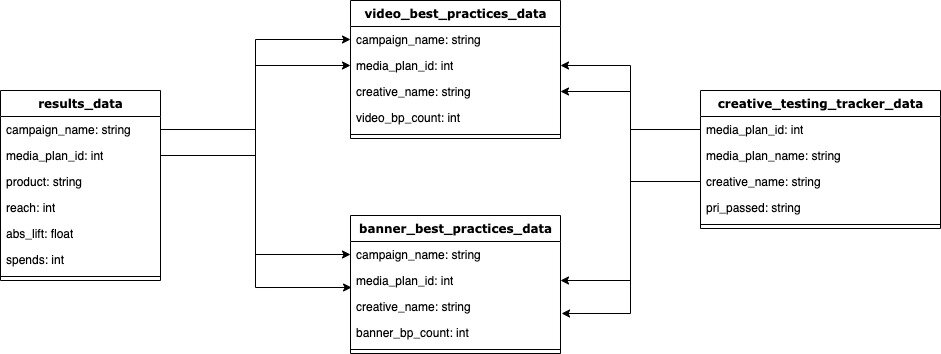 video_best_practices_data
campaign_name: string
media_plan_id: int
creative_name: string
video_bp_count: int
results_data
campaign_name: string
media_plan_id: int
product: string
reach: int
abs_lift: float
spends: int
creative_testing_tracker_data
media_plan_id: int
media_plan_name: string
creative_name: string
pri_passed: string
banner_best_practices_data
campaign_name: string
media_plan_id: int
creative_name: string
banner_bp_count: int